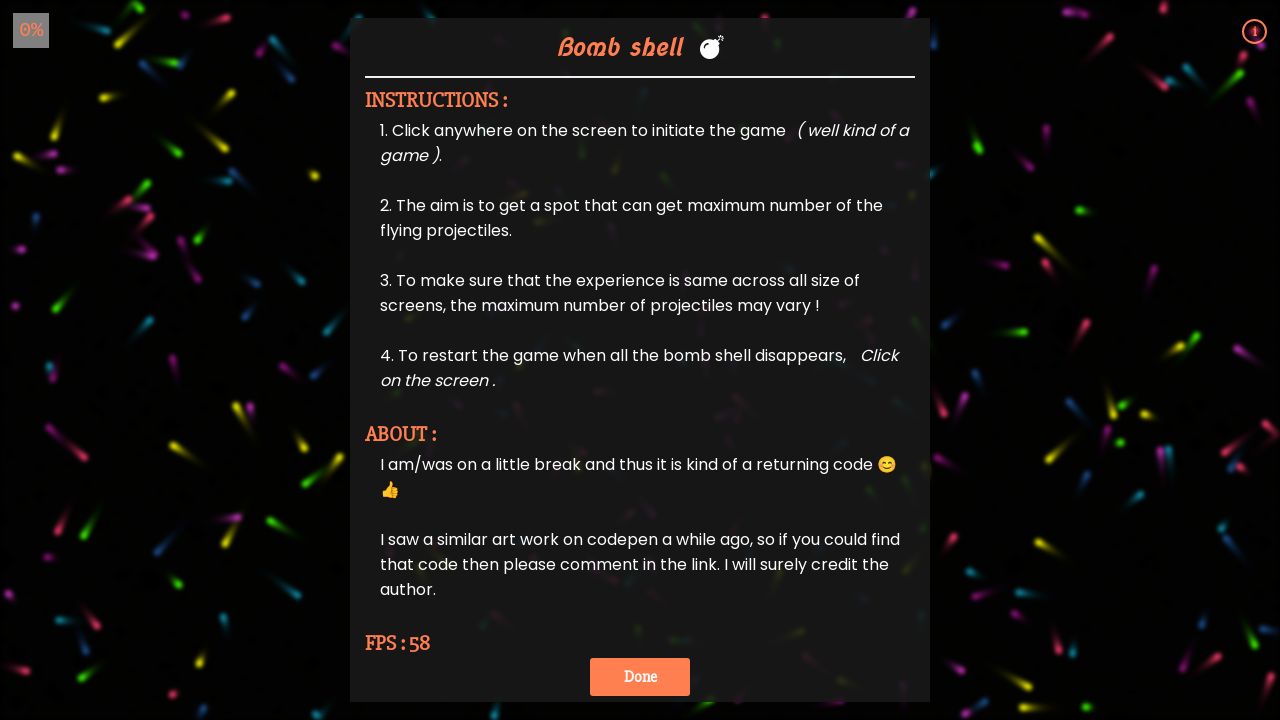 0%
Bomb shell 💣
i
INSTRUCTIONS :
1. Click anywhere on the screen to initiate the game ( well kind of a
game ).
2. The aim is to get a spot that can get maximum number of the
flying projectiles.
3. To make sure that the experience is same across all size of
screens, the maximum number of projectiles may vary !
4. To restart the game when all the bomb shell disappears, Click
on the screen .
ABOUT :
I am/was on a little break and thus it is kind of a returning code 😊
👍
I saw a similar art work on codepen a while ago, so if you could find
that code then please comment in the link. I will surely credit the
author.
FPS : 58
Done